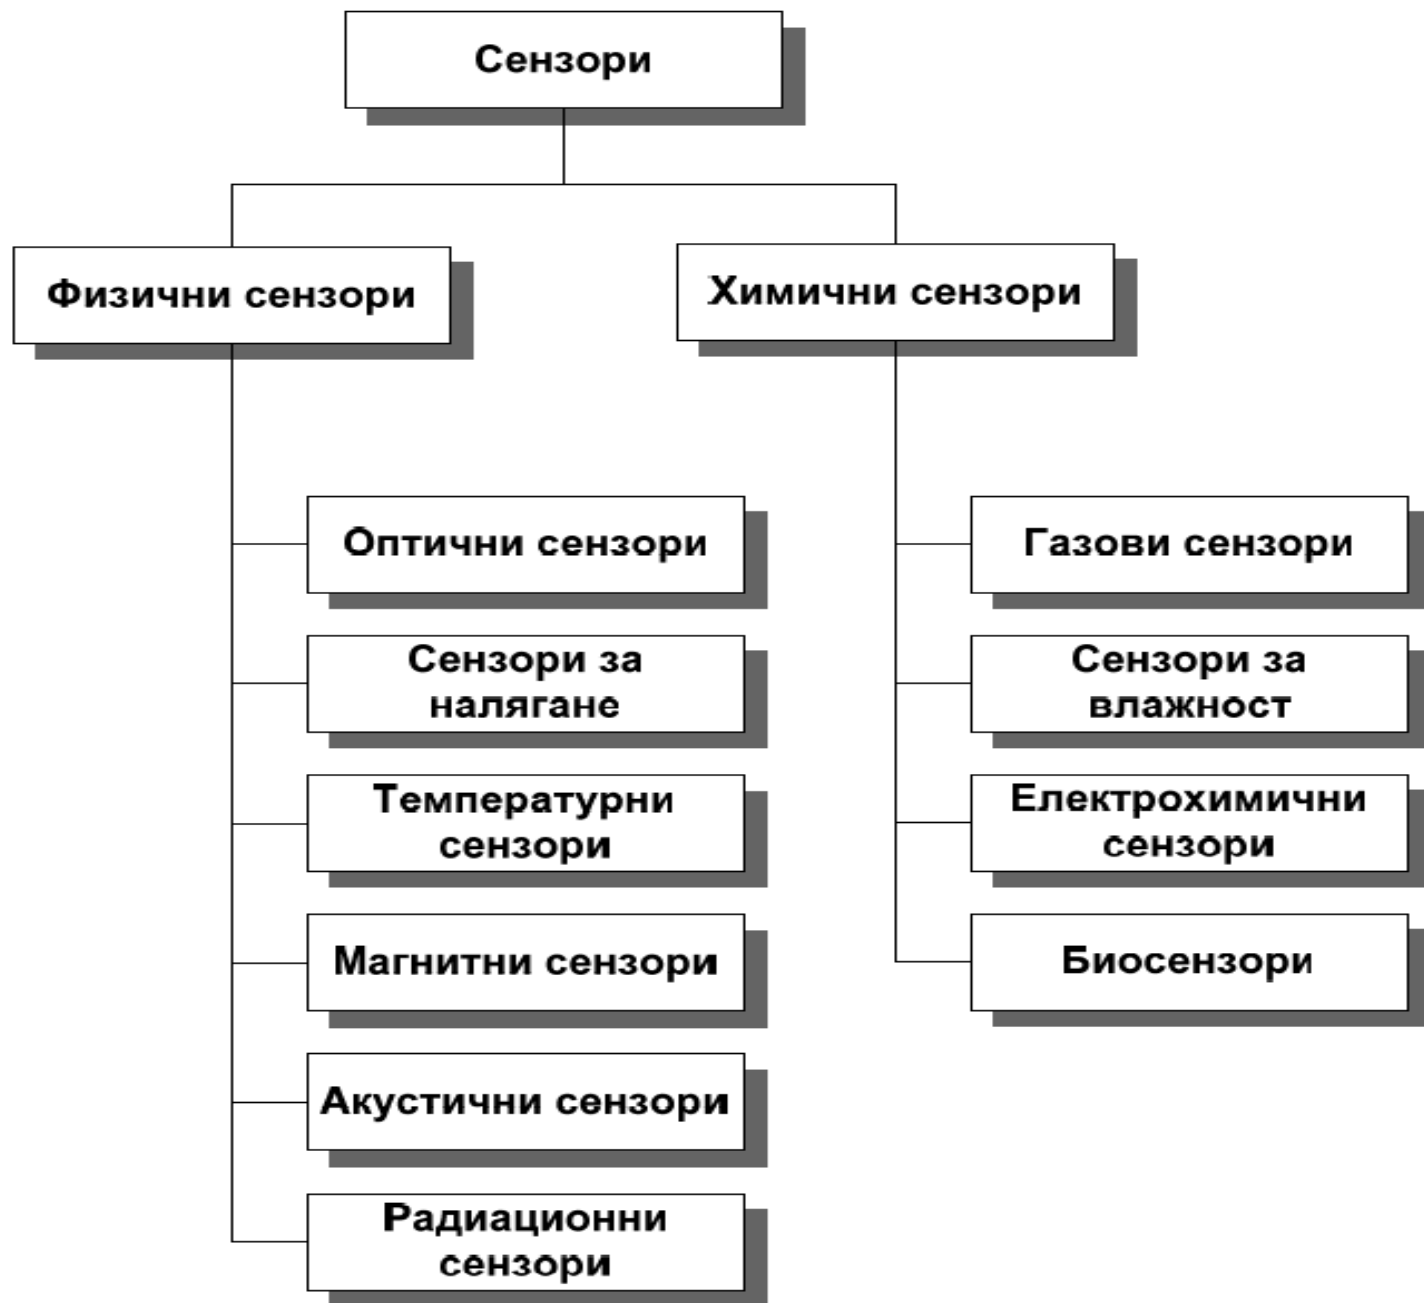 Сензори
Физични сензори
Химични сензори
Оптични сензори
Сензори за
налягане
Температурни
сензори
Магнитни сензори
Акустични сензори
Радиационни
сензори
Газови сензори
Сензори за
влажност
Електрохимични
сензори
Биосензори